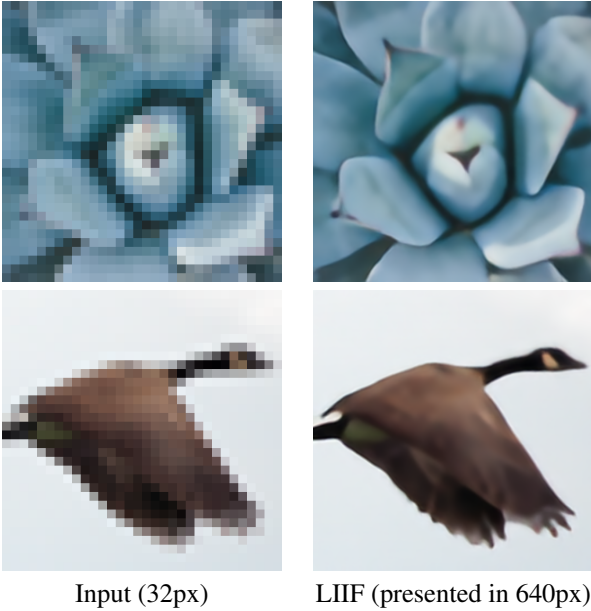 Input (32px)
LIIF (presented in 640px)